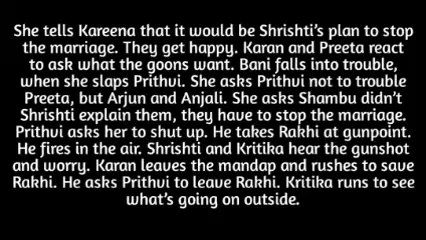 She tells Kareena that it would be Shrishti's plan to stop
the marriage. They get happy. Karan and Preeta react
to ask what the goons want. Bani falls into trouble,
when she slaps Prithvi. She asks Prithvi not to trouble
Preeta, but Arjun and Anjali. She asks Shambu didn't
Shrishti explain them, they have to stop the marriage.
Prithvi asks her to shut up. He takes Rakhi at gunpoint.
He fires in the air. Shrishti and Kritika hear the gunshot
and worry. Karan leaves the mandap and rushes to save
Rakhi. He asks Prithvi to leave Rakhi. Kritika runs to see
what's going on outside.